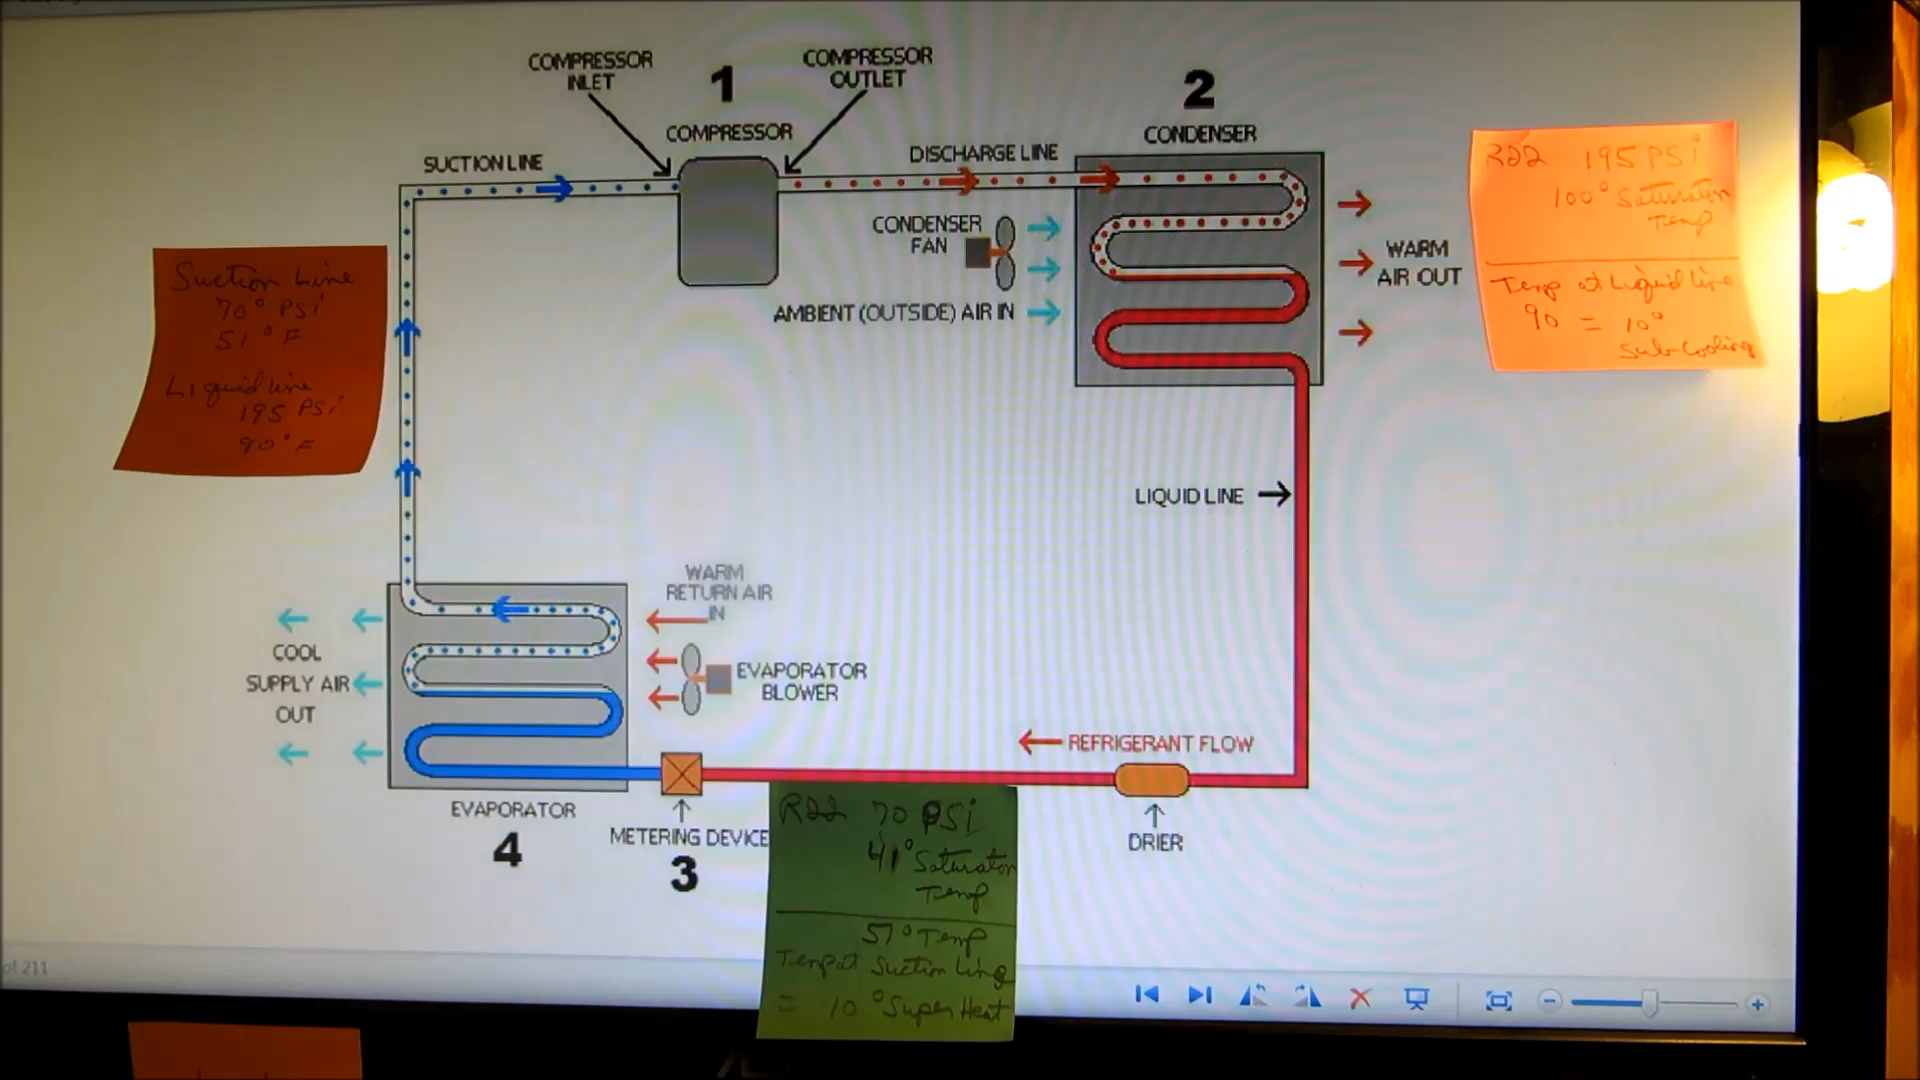 COMPRESSOR
INLET
1
COMPRESSOR
OUTLET
COMPRESSOR
2
CONDENSER
SUCTION LINE
DISCHARGE LINE
CONDENSER
FAN
AMBIENT (OUTSIDE) AIR IN
WARM
AIR OUT
R22 195 PSi
100° Saturation
Temp
Temp at Liquid Line
90 = 10°
Sub Cooling
Suction Line
70° PSi
51° F
Liquid line
195 PSi
90° F
LIQUID LINE
WARM
RETURN AIR
IN
COOL
SUPPLY AIR
OUT
EVAPORATOR
BLOWER
REFRIGERANT FLOW
EVAPORATOR
4
METERING DEVICE
3
DRIER
R22 70 PSi
41° Saturation
Temp
51° Temp
Temp at Suction Line
= 10° Super Heat
of 211